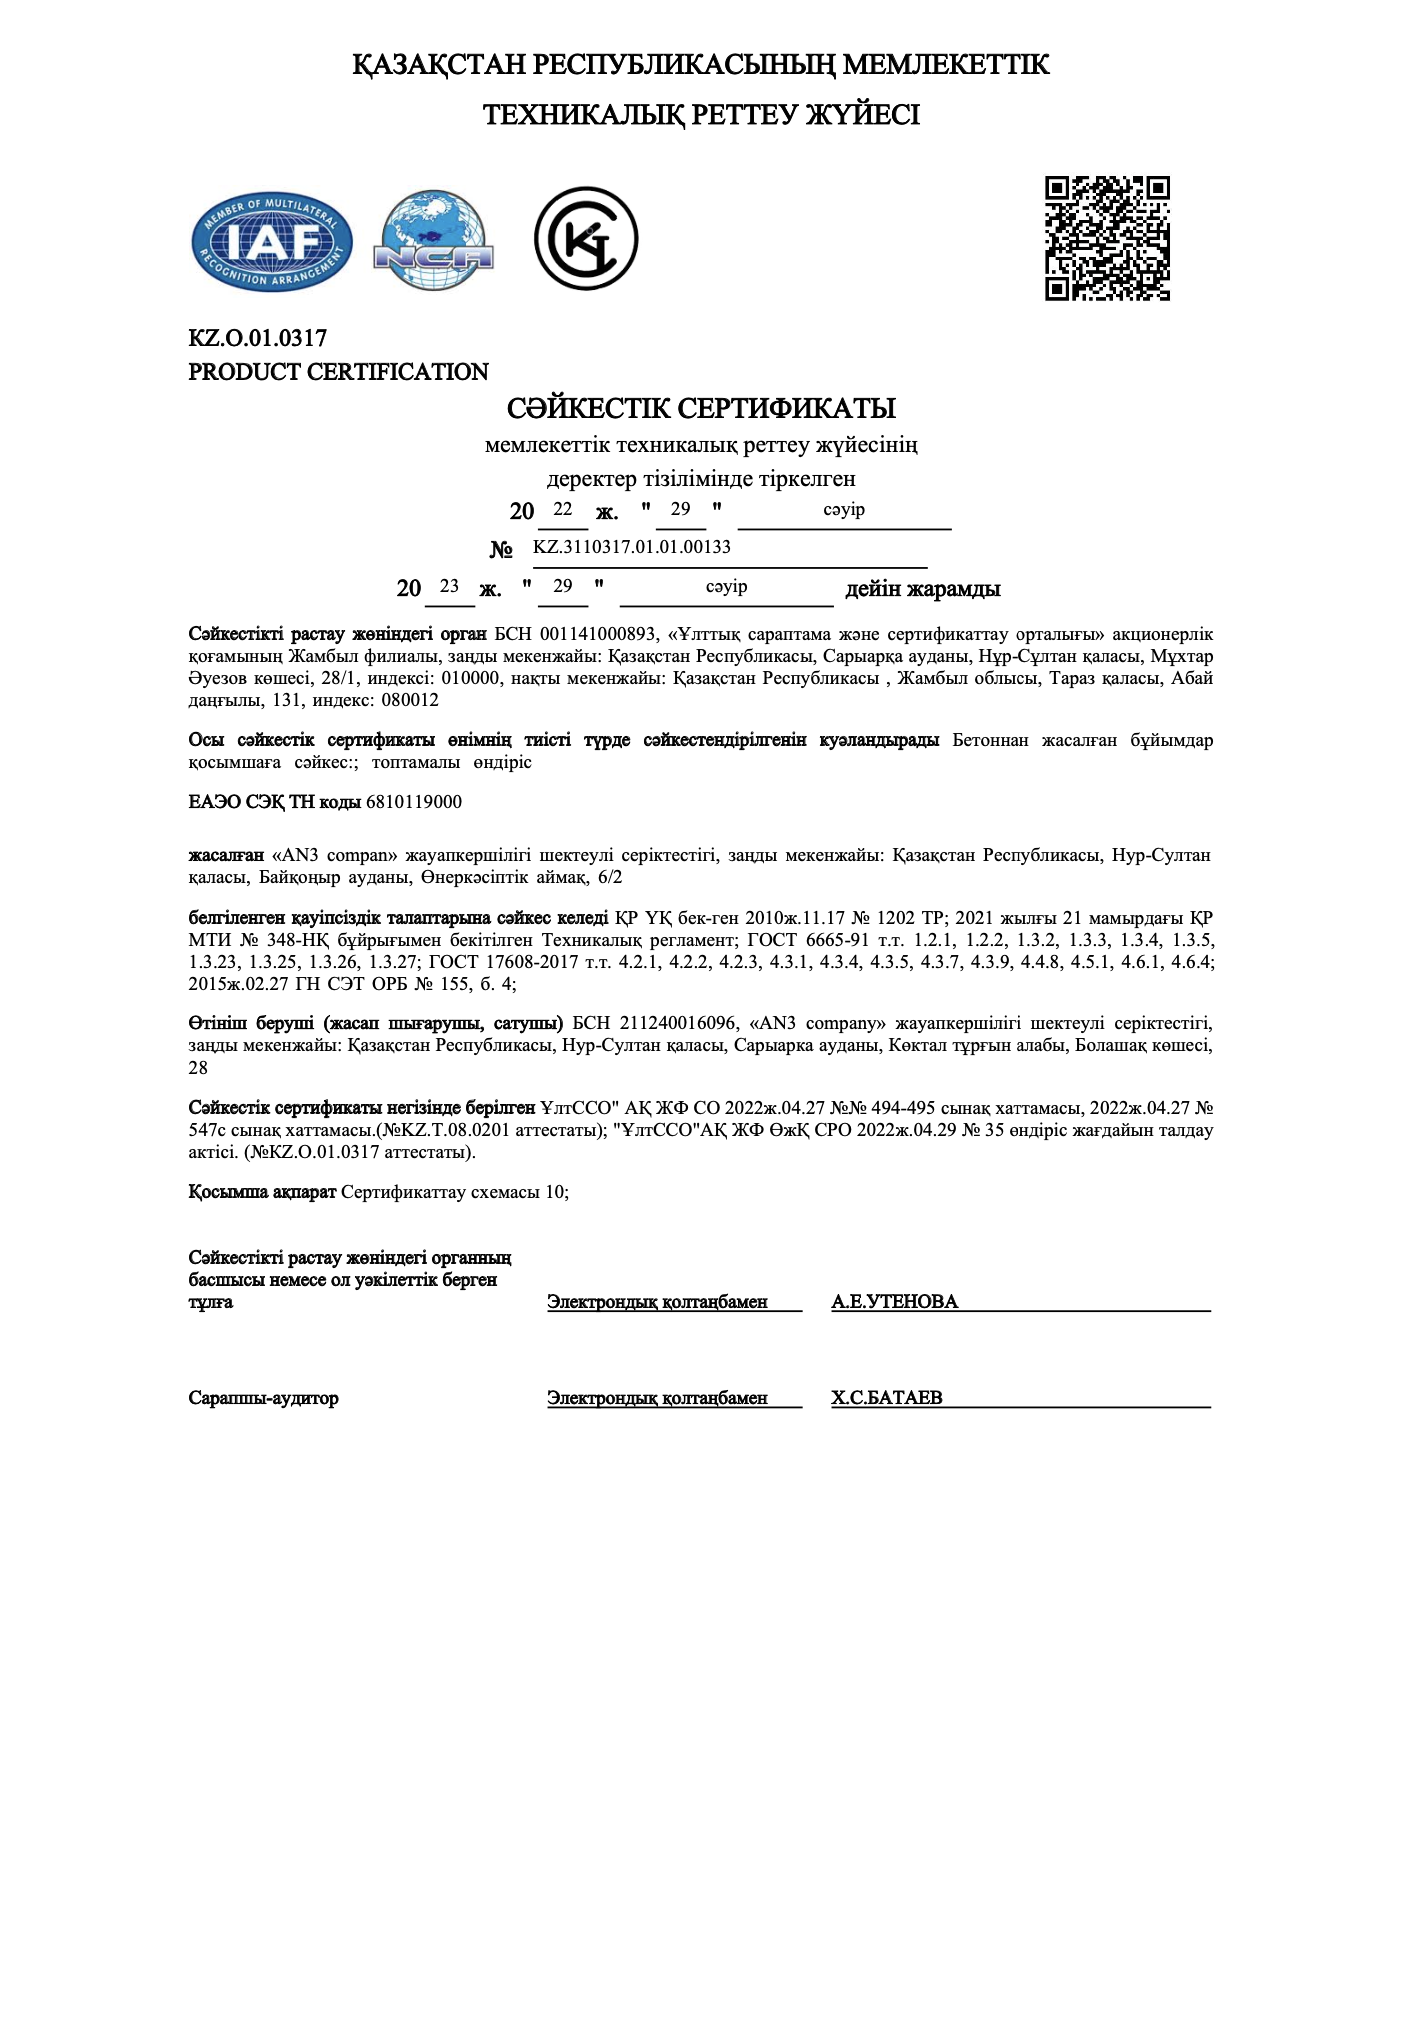 ҚАЗАҚСТАН РЕСПУБЛИКАСЫНЫҢ МЕМЛЕКЕТТІК
ТЕХНИКАЛЫҚ РЕТТЕУ ЖҮЙЕСІ
MEMBER OF MULTILATERAL
IAF
RECOGNITION ARRANGEMENT
NCA
KZ.O.01.0317
PRODUCT CERTIFICATION
СӘЙКЕСТІК СЕРТИФИКАТЫ
мемлекеттік техникалық реттеу жүйесінің
деректер тізілімінде тіркелген
20 22 ж. " 29 " сәуір
№ KZ.3110317.01.01.00133
20 23 ж. " 29 " сәуір дейін жарамды
Сәйкестікті растау жөніндегі орган БСН 001141000893, «Ұлттық сараптама және сертификаттау орталығы» акционерлік
қоғамының Жамбыл филиалы, заңды мекенжайы: Қазақстан Республикасы, Сарыарқа ауданы, Нұр-Сұлтан қаласы, Мұхтар
Әуезов көшесі, 28/1, индексі: 010000, нақты мекенжайы: Қазақстан Республикасы , Жамбыл облысы, Тараз қаласы, Абай
даңғылы, 131, индекс: 080012
Осы сәйкестік сертификаты өнімнің тиісті түрде сәйкестендірілгенін куәландырады Бетоннан жасалған бұйымдар
қосымшаға сәйкес:; топтамалы өндіріс
ЕАЭО СЭҚ ТН коды 6810119000
жасалған «AN3 compan» жауапкершілігі шектеулі серіктестігі, заңды мекенжайы: Қазақстан Республикасы, Нур-Султан
қаласы, Байқоңыр ауданы, Өнеркәсіптік аймақ, 6/2
белгіленген қауіпсіздік талаптарына сәйкес келеді ҚР ҮҚ бек-ген 2010ж.11.17 № 1202 ТР; 2021 жылғы 21 мамырдағы ҚР
МТИ № 348-НҚ бұйрығымен бекітілген Техникалық регламент; ГОСТ 6665-91 т.т. 1.2.1, 1.2.2, 1.3.2, 1.3.3, 1.3.4, 1.3.5,
1.3.23, 1.3.25, 1.3.26, 1.3.27; ГОСТ 17608-2017 т.т. 4.2.1, 4.2.2, 4.2.3, 4.3.1, 4.3.4, 4.3.5, 4.3.7, 4.3.9, 4.4.8, 4.5.1, 4.6.1, 4.6.4;
2015ж.02.27 ГН СЭТ ОРБ № 155, б. 4;
Өтініш беруші (жасап шығарушы, сатушы) БСН 211240016096, «AN3 company» жауапкершілігі шектеулі серіктестігі,
заңды мекенжайы: Қазақстан Республикасы, Нур-Султан қаласы, Сарыарка ауданы, Көктал тұрғын алабы, Болашақ көшесі,
28
Сәйкестік сертификаты негізінде берілген ҰлтССО" АҚ ЖФ СО 2022ж.04.27 №№ 494-495 сынақ хаттамасы, 2022ж.04.27 №
547с сынақ хаттамасы.(№KZ.T.08.0201 аттестаты); "ҰлтССО"АҚ ЖФ ӨжҚ СРО 2022ж.04.29 № 35 өндіріс жағдайын талдау
актісі. (№KZ.O.01.0317 аттестаты).
Қосымша ақпарат Сертификаттау схемасы 10;
Сәйкестікті растау жөніндегі органның
басшысы немесе ол уәкілеттік берген
тұлға Электрондық қолтаңбамен А.Е.УТЕНОВА
Сарапшы-аудитор Электрондық қолтаңбамен Х.С.БАТАЕВ